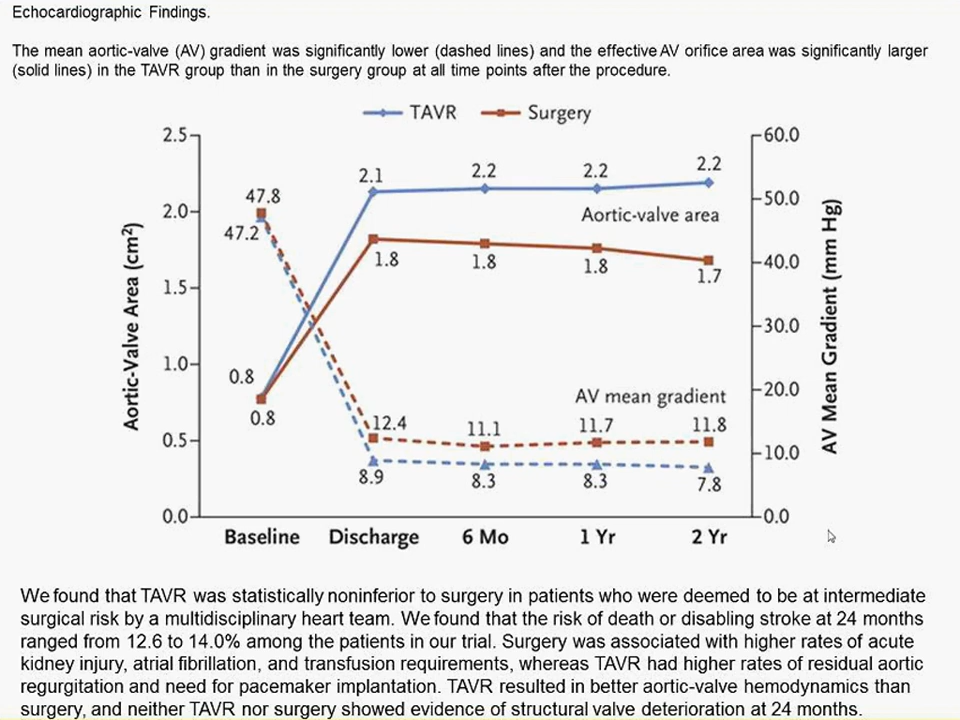 Echocardiographic Findings.
The mean aortic-valve (AV) gradient was significantly lower (dashed lines) and the effective AV orifice area was significantly larger
(solid lines) in the TAVR group than in the surgery group at all time points after the procedure.
TAVR Surgery
2.5 60.0
2.1 2.2 2.2 2.2
47.8 50.0
2.0 Aortic-valve area
47.2
1.8 1.8 1.8 1.7 40.0
1.5
30.0
1.0
0.8 20.0
0.8
AV mean gradient
12.4 11.1 11.7 11.8
0.5 10.0
8.9 8.3 8.3 7.8
0.0 0.0
Aortic-Valve Area (cm²)
AV Mean Gradient (mm Hg)
Baseline Discharge 6 Mo 1 Yr 2 Yr
We found that TAVR was statistically noninferior to surgery in patients who were deemed to be at intermediate
surgical risk by a multidisciplinary heart team. We found that the risk of death or disabling stroke at 24 months
ranged from 12.6 to 14.0% among the patients in our trial. Surgery was associated with higher rates of acute
kidney injury, atrial fibrillation, and transfusion requirements, whereas TAVR had higher rates of residual aortic
regurgitation and need for pacemaker implantation. TAVR resulted in better aortic-valve hemodynamics than
surgery, and neither TAVR nor surgery showed evidence of structural valve deterioration at 24 months.